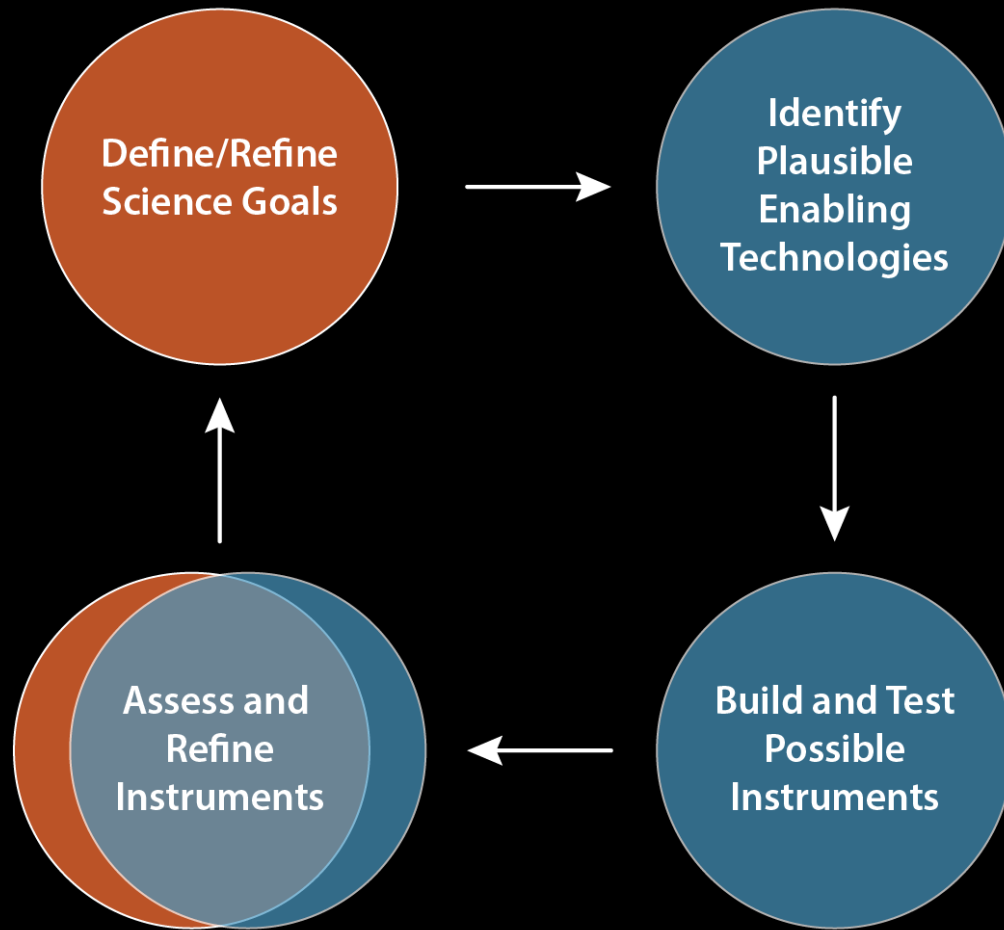 Define/Refine
Science Goals
Identify
Plausible
Enabling
Technologies
Assess and
Refine
Instruments
Build and Test
Possible
Instruments